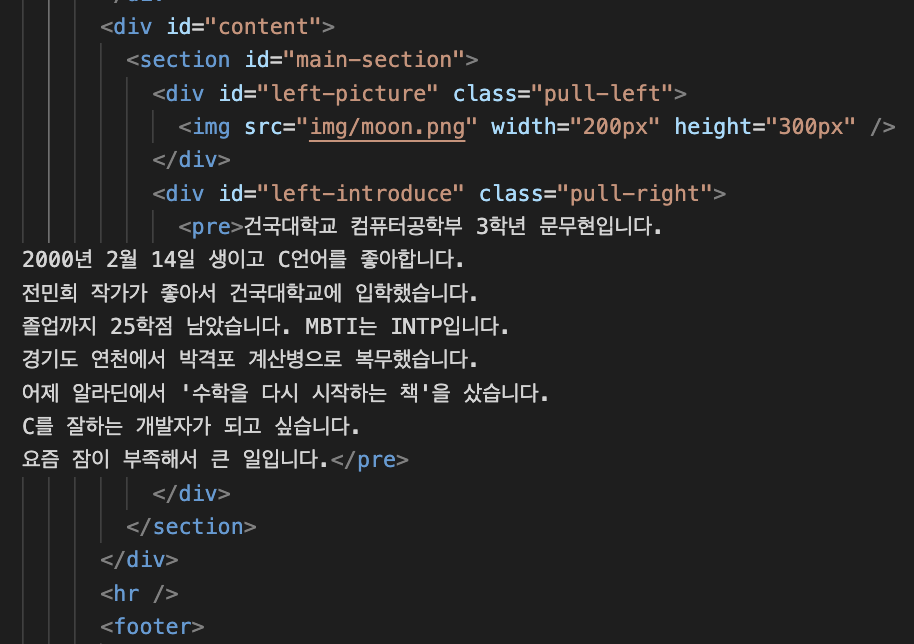 <div id="content">
<section id="main-section">
<div id="left-picture" class="pull-left">
<img src="img/moon.png" width="200px" height="300px" />
</div>
<div id="left-introduce" class="pull-right">
<pre>건국대학교 컴퓨터공학부 3학년 문무현입니다.
2000년 2월 14일 생이고 C언어를 좋아합니다.
전민희 작가가 좋아서 건국대학교에 입학했습니다.
졸업까지 25학점 남았습니다. MBTI는 INTP입니다.
경기도 연천에서 박격포 계산병으로 복무했습니다.
어제 알라딘에서 '수학을 다시 시작하는 책'을 샀습니다.
C를 잘하는 개발자가 되고 싶습니다.
요즘 잠이 부족해서 큰 일입니다.</pre>
</div>
</section>
</div>
<hr />
<footer>